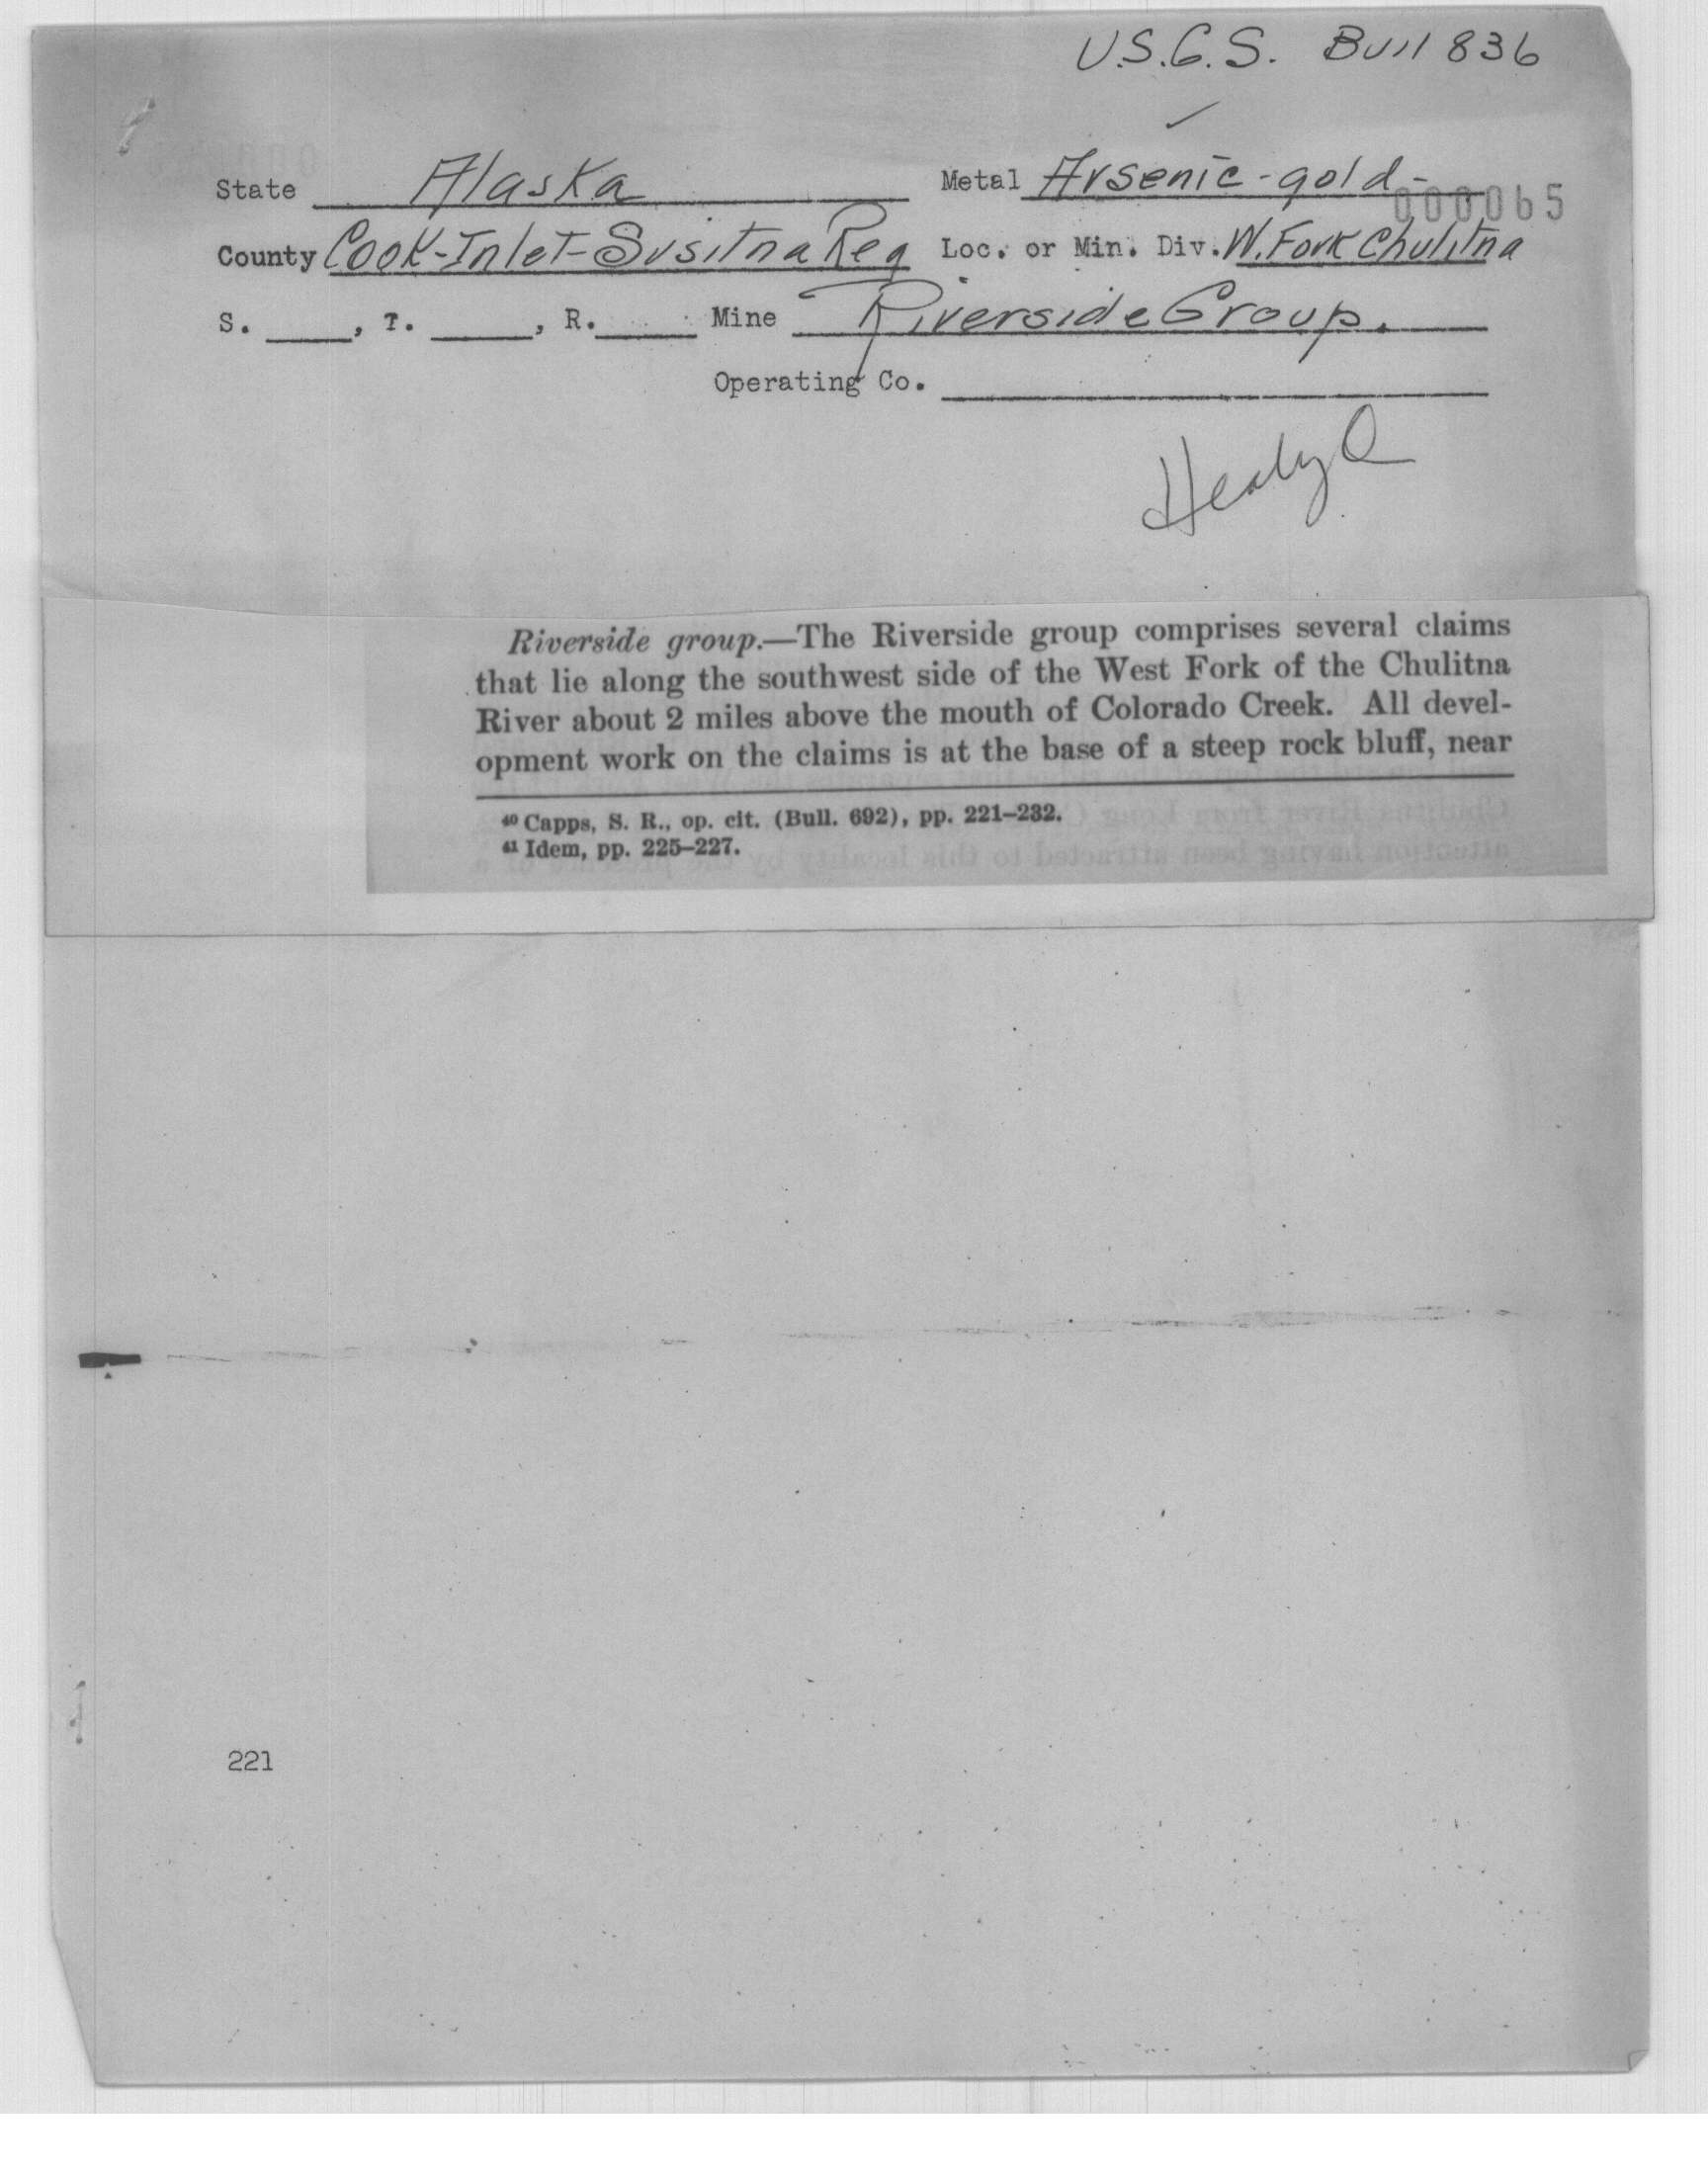 U.S.G.S. Bull 836
State Alaska Metal Arsenic-gold-
000065
County Cook-Inlet-Susitna Reg Loc. or Min. Div. W. Fork Chulitna
S. ____, T. ____, R. ____ Mine Riverside Group.
Operating Co.
Healy Q
Riverside group.—The Riverside group comprises several claims
that lie along the southwest side of the West Fork of the Chulitna
River about 2 miles above the mouth of Colorado Creek. All devel-
opment work on the claims is at the base of a steep rock bluff, near
40 Capps, S. R., op. cit. (Bull. 692), pp. 221–232.
41 Idem, pp. 225–227.
221